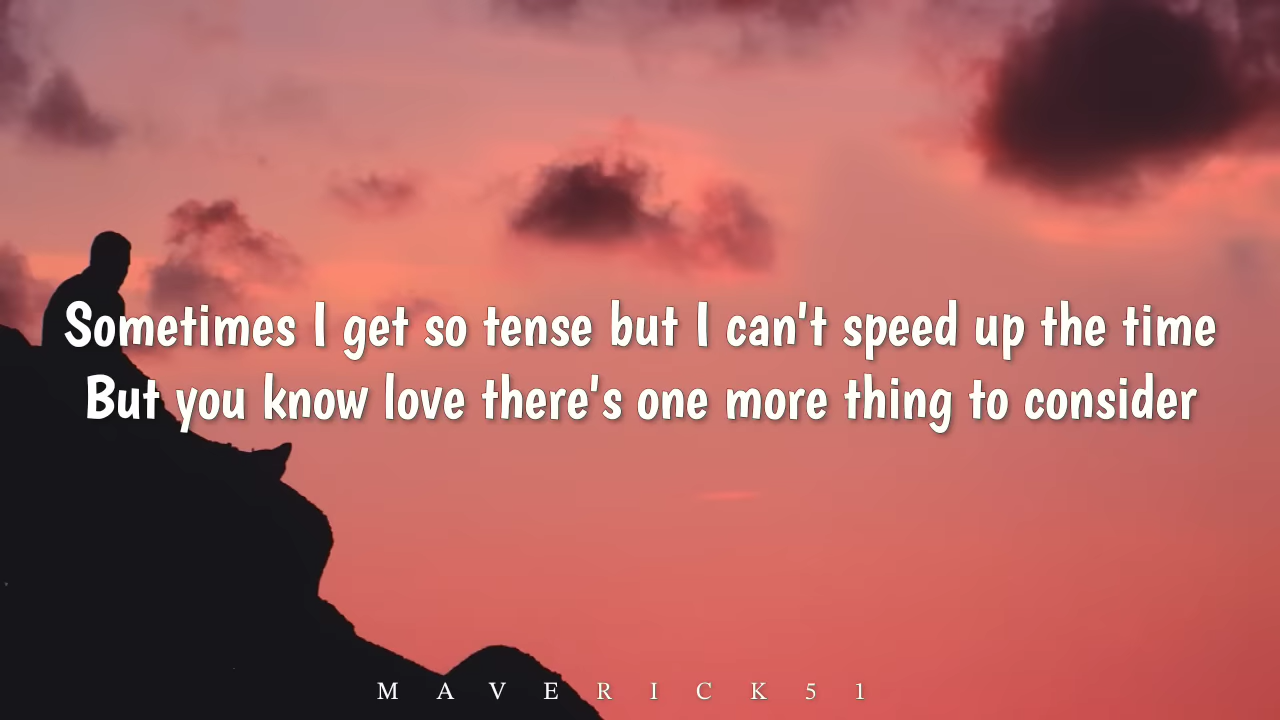 Sometimes I get so tense but I can't speed up the time
But you know love there's one more thing to consider
MAVERICK51